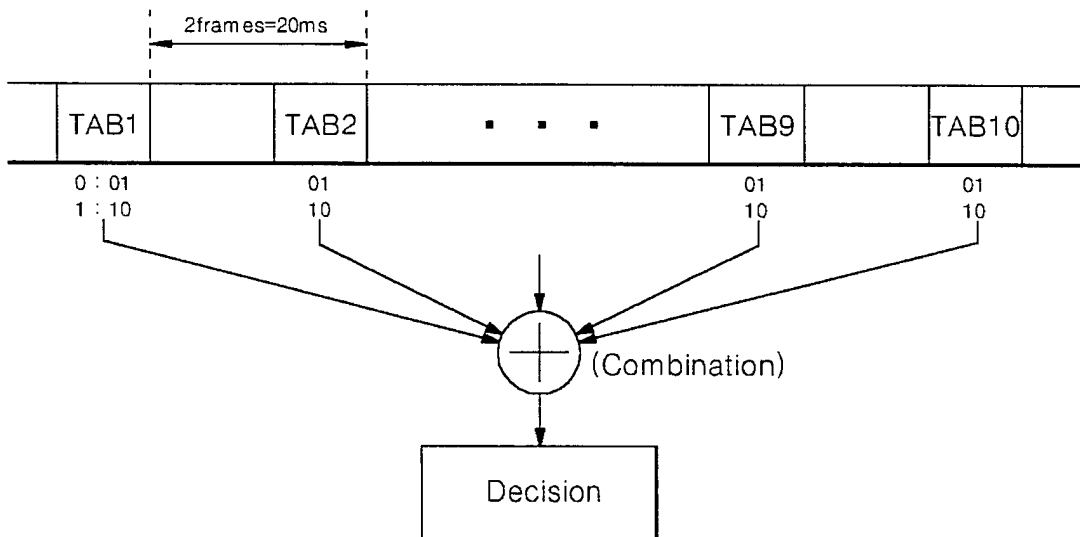 2frames=20ms
TAB1 TAB2 . . . TAB9 TAB10
0 : 01 01 01 01
1 : 10 10 10 10
(Combination)
Decision